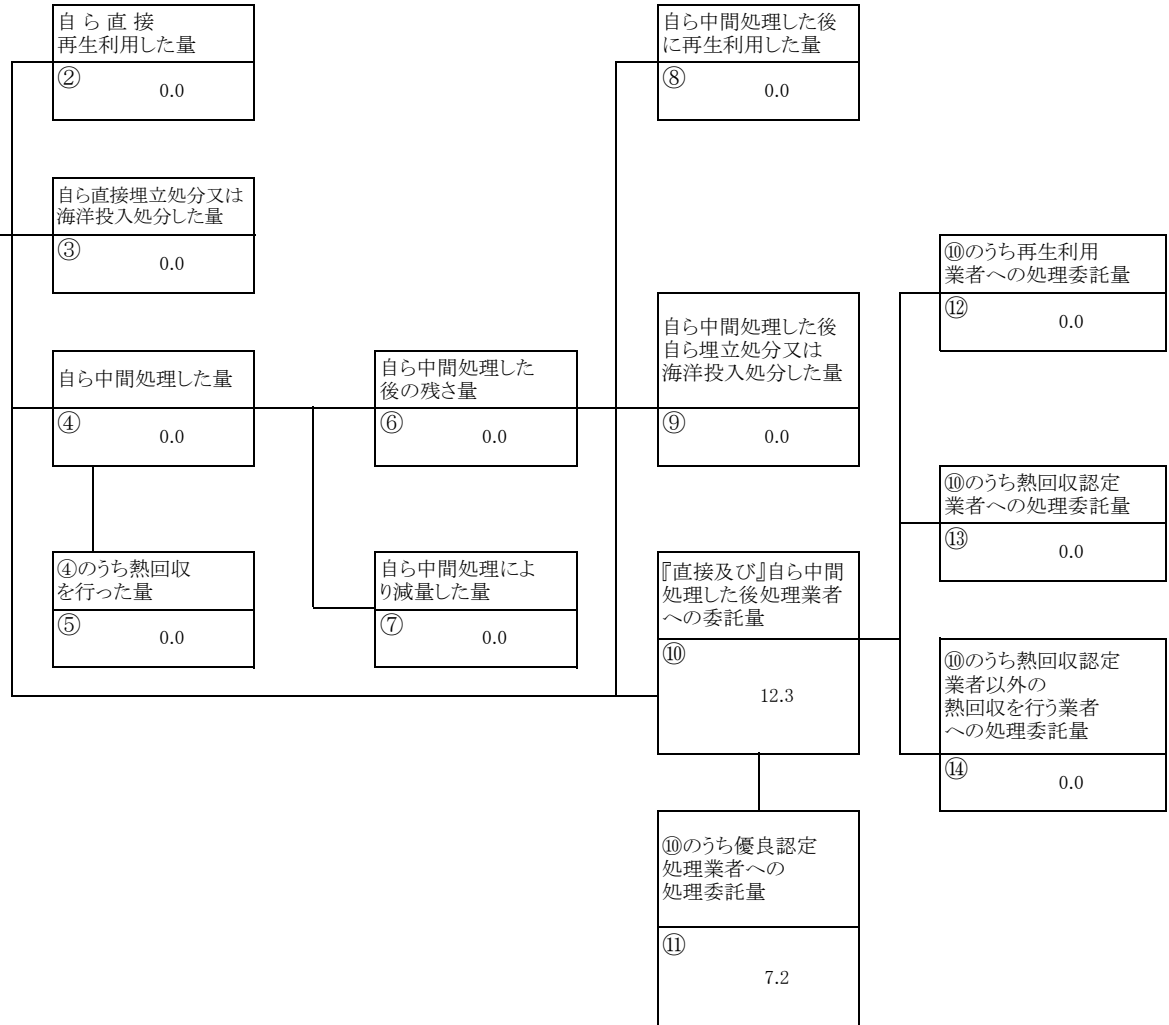 自 ら 直 接
再生利用した量
②
0.0
自ら直接埋立処分又は
海洋投入処分した量
③
0.0
自ら中間処理した量
④
0.0
④のうち熱回収
を行った量
⑤
0.0
自ら中間処理した
後の残さ量
⑥
0.0
自ら中間処理によ
り減量した量
⑦
0.0
自ら中間処理した後
に再生利用した量
⑧
0.0
自ら中間処理した後
自ら埋立処分又は
海洋投入処分した量
⑨
0.0
『直接及び』自ら中間
処理した後処理業者
への委託量
⑩
12.3
⑩のうち優良認定
処理業者への
処理委託量
⑪
7.2
⑩のうち再生利用
業者への処理委託量
⑫
0.0
⑩のうち熱回収認定
業者への処理委託量
⑬
0.0
⑩のうち熱回収認定
業者以外の
熱回収を行う業者
への処理委託量
⑭
0.0